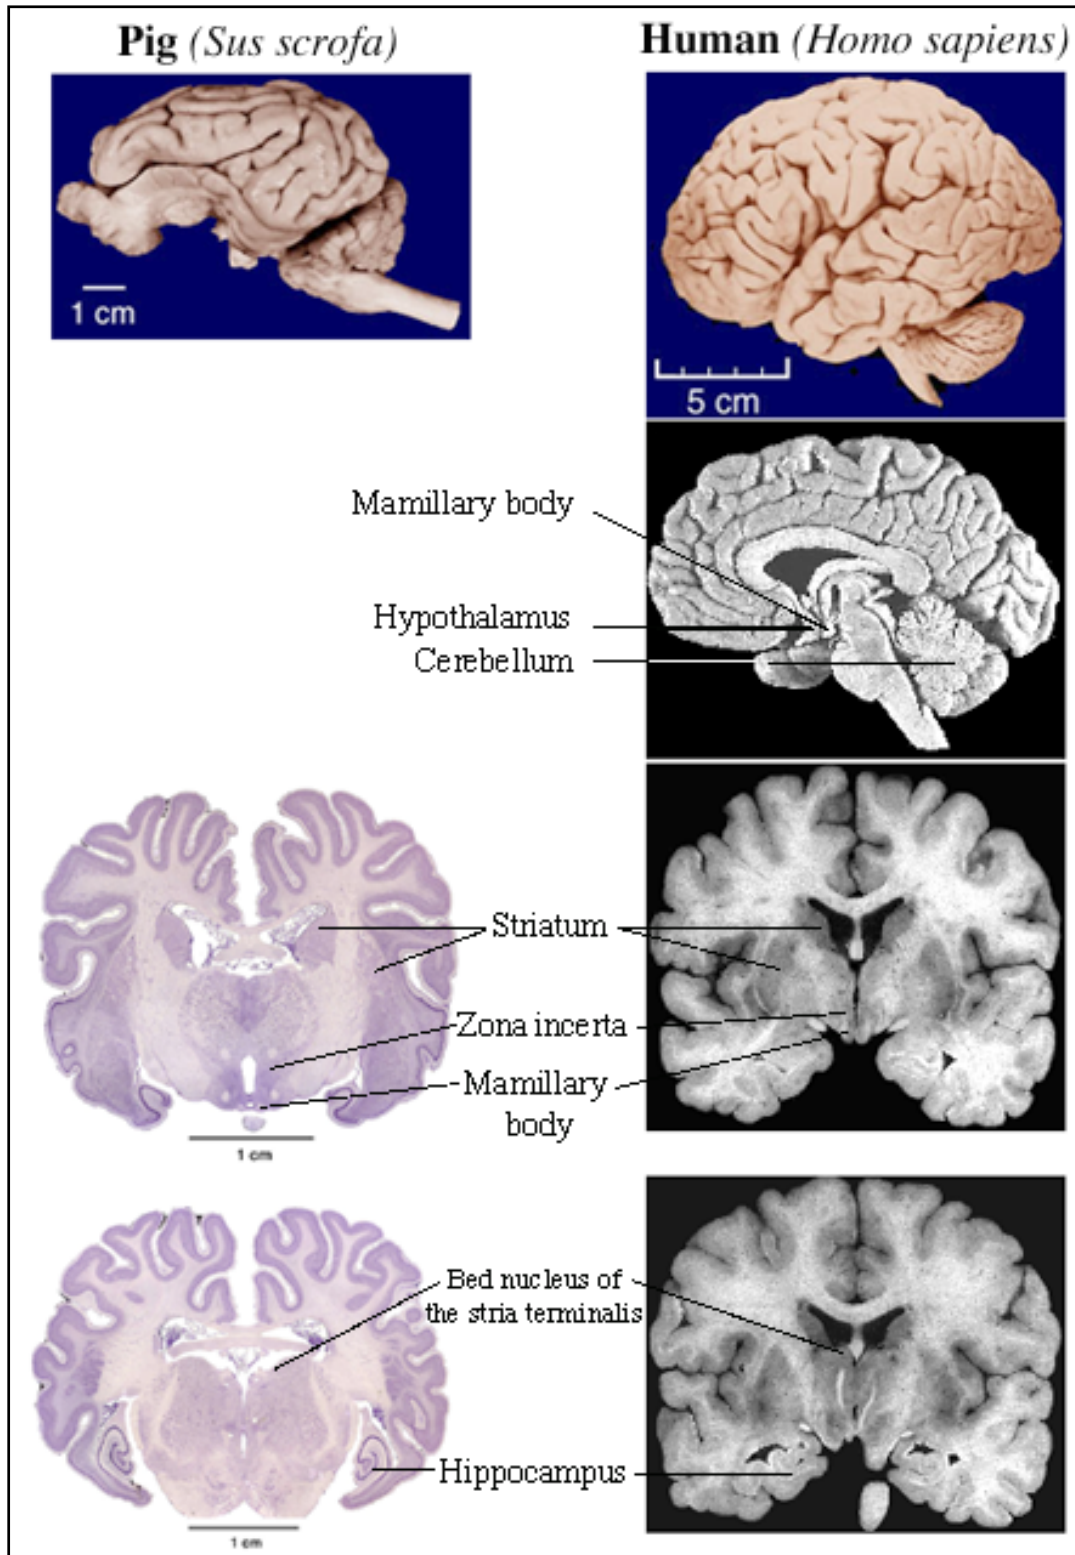 Pig (Sus scrofa)
Human (Homo sapiens)
1 cm
5 cm
Mamillary body
Hypothalamus
Cerebellum
Striatum
Zona incerta
Mamillary
body
1 cm
Bed nucleus of
the stria terminalis
Hippocampus
1 cm